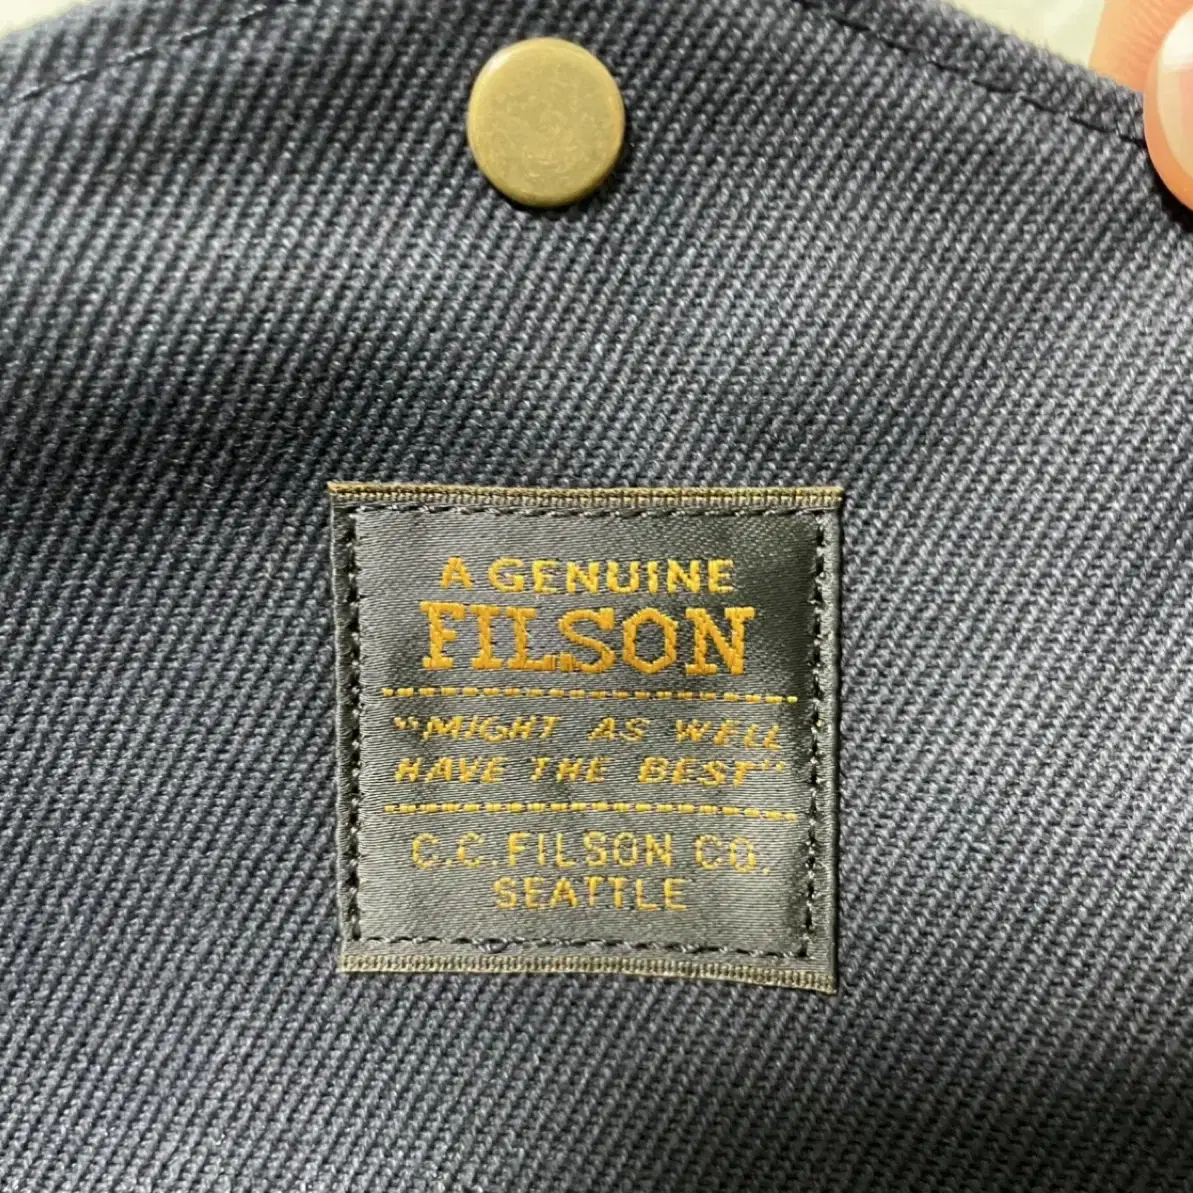 A GENUINE
FILSON
"MIGHT AS WELL
HAVE THE BEST"
C.C.FILSON CO.
SEATTLE